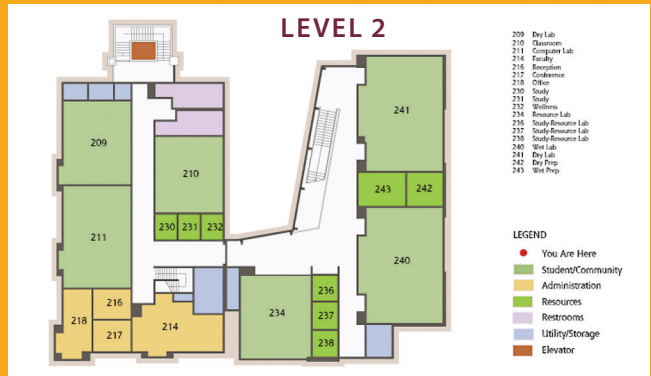 LEVEL 2
209 Dry Lab
210 Classroom
211 Computer Lab
214 Faculty
216 Reception
217 Conference
218 Office
230 Study
231 Study
232 Wellness
234 Resource Lab
236 Study-Resource Lab
237 Study-Resource Lab
238 Study-Resource Lab
240 Wet Lab
241 Dry Lab
242 Dry Prep
243 Wet Prep
209
210
211
230 231 232
216
218
217
214
234
236
237
238
241
243 242
240
LEGEND
You Are Here
Student/Community
Administration
Resources
Restrooms
Utility/Storage
Elevator